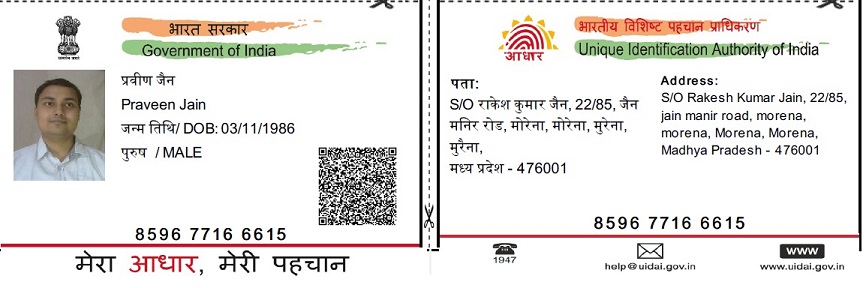 भारत सरकार
Government of India
प्रवीण जैन
Praveen Jain
जन्म तिथि/ DOB: 03/11/1986
पुरुष / MALE
8596 7716 6615
मेरा आधार, मेरी पहचान
आधार
भारतीय विशिष्ट पहचान प्राधिकरण
Unique Identification Authority of India
पता:
S/O राकेश कुमार जैन, 22/85, जैन
मनिर रोड, मोरेना, मोरेना, मुरेना,
मुरैना,
मध्य प्रदेश - 476001
Address:
S/O Rakesh Kumar Jain, 22/85,
jain manir road, morena,
morena, Morena, Morena,
Madhya Pradesh - 476001
8596 7716 6615
1947
help@uidai.gov.in
www
www.uidai.gov.in